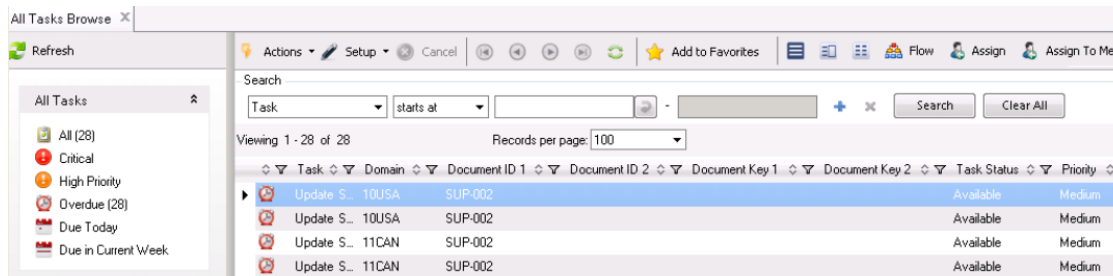 All Tasks Browse
Refresh
Actions Setup Cancel Add to Favorites Flow Assign Assign To Me
Search
All Tasks
Task starts at - Search Clear All
All (28)
Viewing 1 - 28 of 28 Records per page: 100
Critical
Task Domain Document ID 1 Document ID 2 Document Key 1 Document Key 2 Task Status Priority
High Priority
Update S... 10USA SUP-002 Available Medium
Overdue (28)
Update S... 10USA SUP-002 Available Medium
Due Today
Update S... 11CAN SUP-002 Available Medium
Due in Current Week
Update S... 11CAN SUP-002 Available Medium